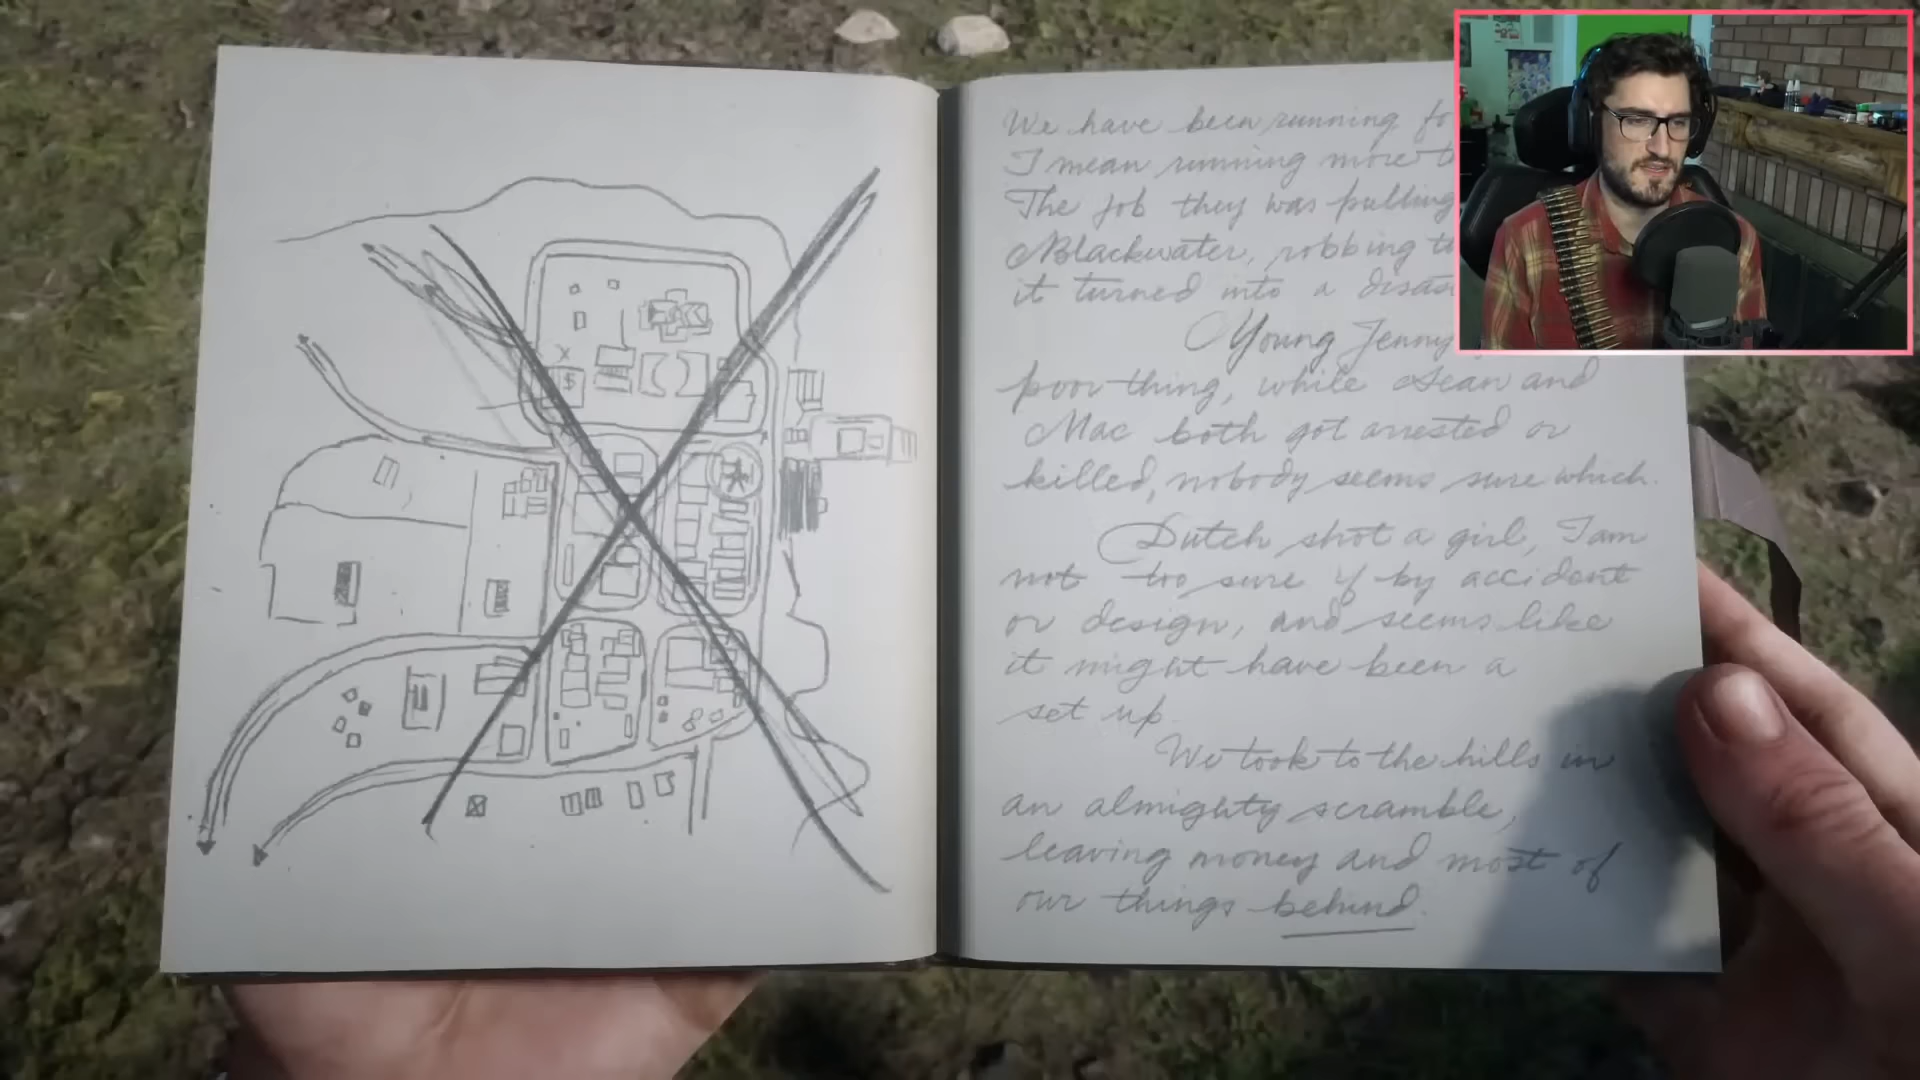 We have been running fo
I mean running more t
The job they was pulling
Blackwater, robbing t
it turned into a disas
Young Jenny
poor thing, while Sean and
Mac both got arrested or
killed, nobody seems sure which.
Dutch shot a girl, I am
not too sure if by accident
or design, and seems like
it might have been a
set up.
We took to the hills in
an almighty scramble,
leaving money and most of
our things behind.
X
$